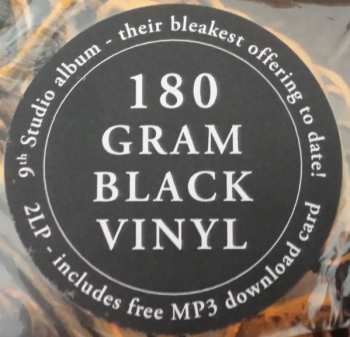 9th Studio album - their bleakest offering to date!
180
GRAM
BLACK
VINYL
2LP - includes free MP3 download card